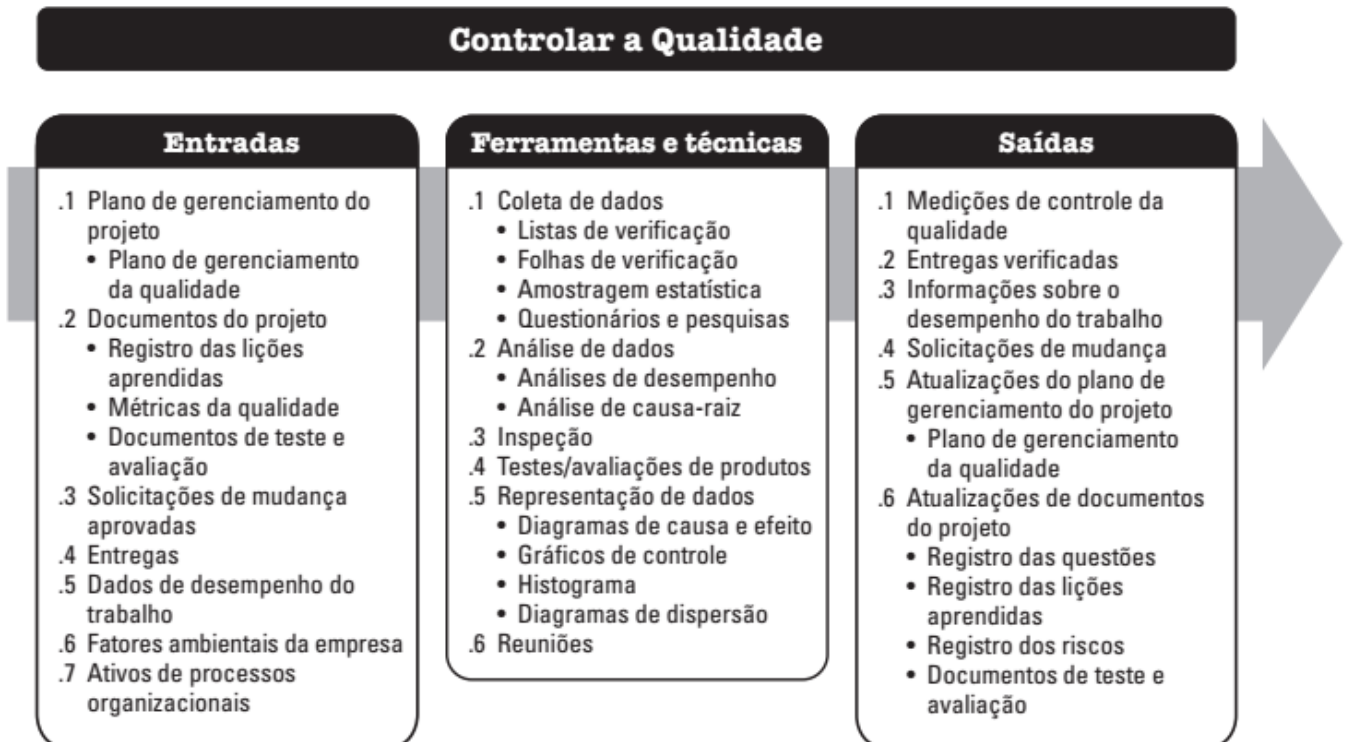 Controlar a Qualidade
Entradas
.1 Plano de gerenciamento do
projeto
• Plano de gerenciamento
da qualidade
.2 Documentos do projeto
• Registro das lições
aprendidas
• Métricas da qualidade
• Documentos de teste e
avaliação
.3 Solicitações de mudança
aprovadas
.4 Entregas
.5 Dados de desempenho do
trabalho
.6 Fatores ambientais da empresa
.7 Ativos de processos
organizacionais
Ferramentas e técnicas
.1 Coleta de dados
• Listas de verificação
• Folhas de verificação
• Amostragem estatística
• Questionários e pesquisas
.2 Análise de dados
• Análises de desempenho
• Análise de causa-raiz
.3 Inspeção
.4 Testes/avaliações de produtos
.5 Representação de dados
• Diagramas de causa e efeito
• Gráficos de controle
• Histograma
• Diagramas de dispersão
.6 Reuniões
Saídas
.1 Medições de controle da
qualidade
.2 Entregas verificadas
.3 Informações sobre o
desempenho do trabalho
.4 Solicitações de mudança
.5 Atualizações do plano de
gerenciamento do projeto
• Plano de gerenciamento
da qualidade
.6 Atualizações de documentos
do projeto
• Registro das questões
• Registro das lições
aprendidas
• Registro dos riscos
• Documentos de teste e
avaliação